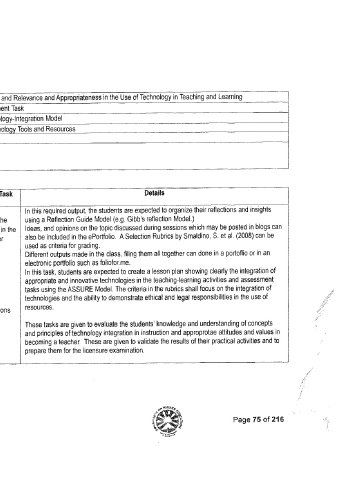 and Relevance and Appropriateness in the Use of Technology in Teaching and Learning
ent Task
ology-Integration Model
nology Tools and Resources
Task
Details
In this required output, the students are expected to organize their reflections and insights
he
using a Reflection Guide Model (e.g. Gibb's reflection Model.)
in the
Ideas, and opinions on the topic discussed during sessions which may be posted in blogs can
or
also be included in the ePortfolio. A Selection Rubrics by Smaldino, S. et al. (2008) can be
used as criteria for grading.
Different outputs made in the class, filing them all together can done in a portoflio or in an
electronic portfolio such as foliofor.me.
In this task, students are expected to create a lesson plan showing clearly the integration of
appropriate and innovative technologies in the teaching-learning activities and assessment
tasks using the ASSURE Model. The criteria in the rubrics shall focus on the integration of
technologies and the ability to demonstrate ethical and legal responsibilities in the use of
ons
resources.
These tasks are given to evaluate the students' knowledge and understanding of concepts
and principles of technology integration in instruction and approprotae attitudes and values in
becoming a teacher. These are given to validate the results of their practical activities and to
prepare them for the licensure examination.
Page 75 of 216